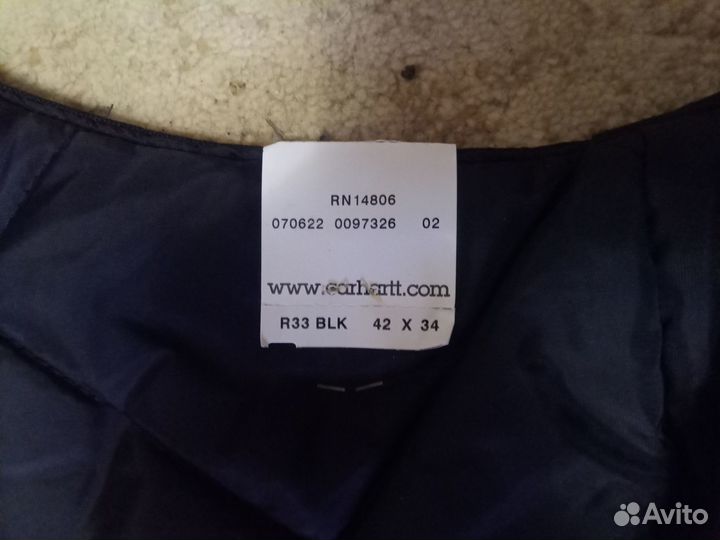 RN14806
070622 0097326 02
www.carhartt.com
R33 BLK 42 X 34
Avito